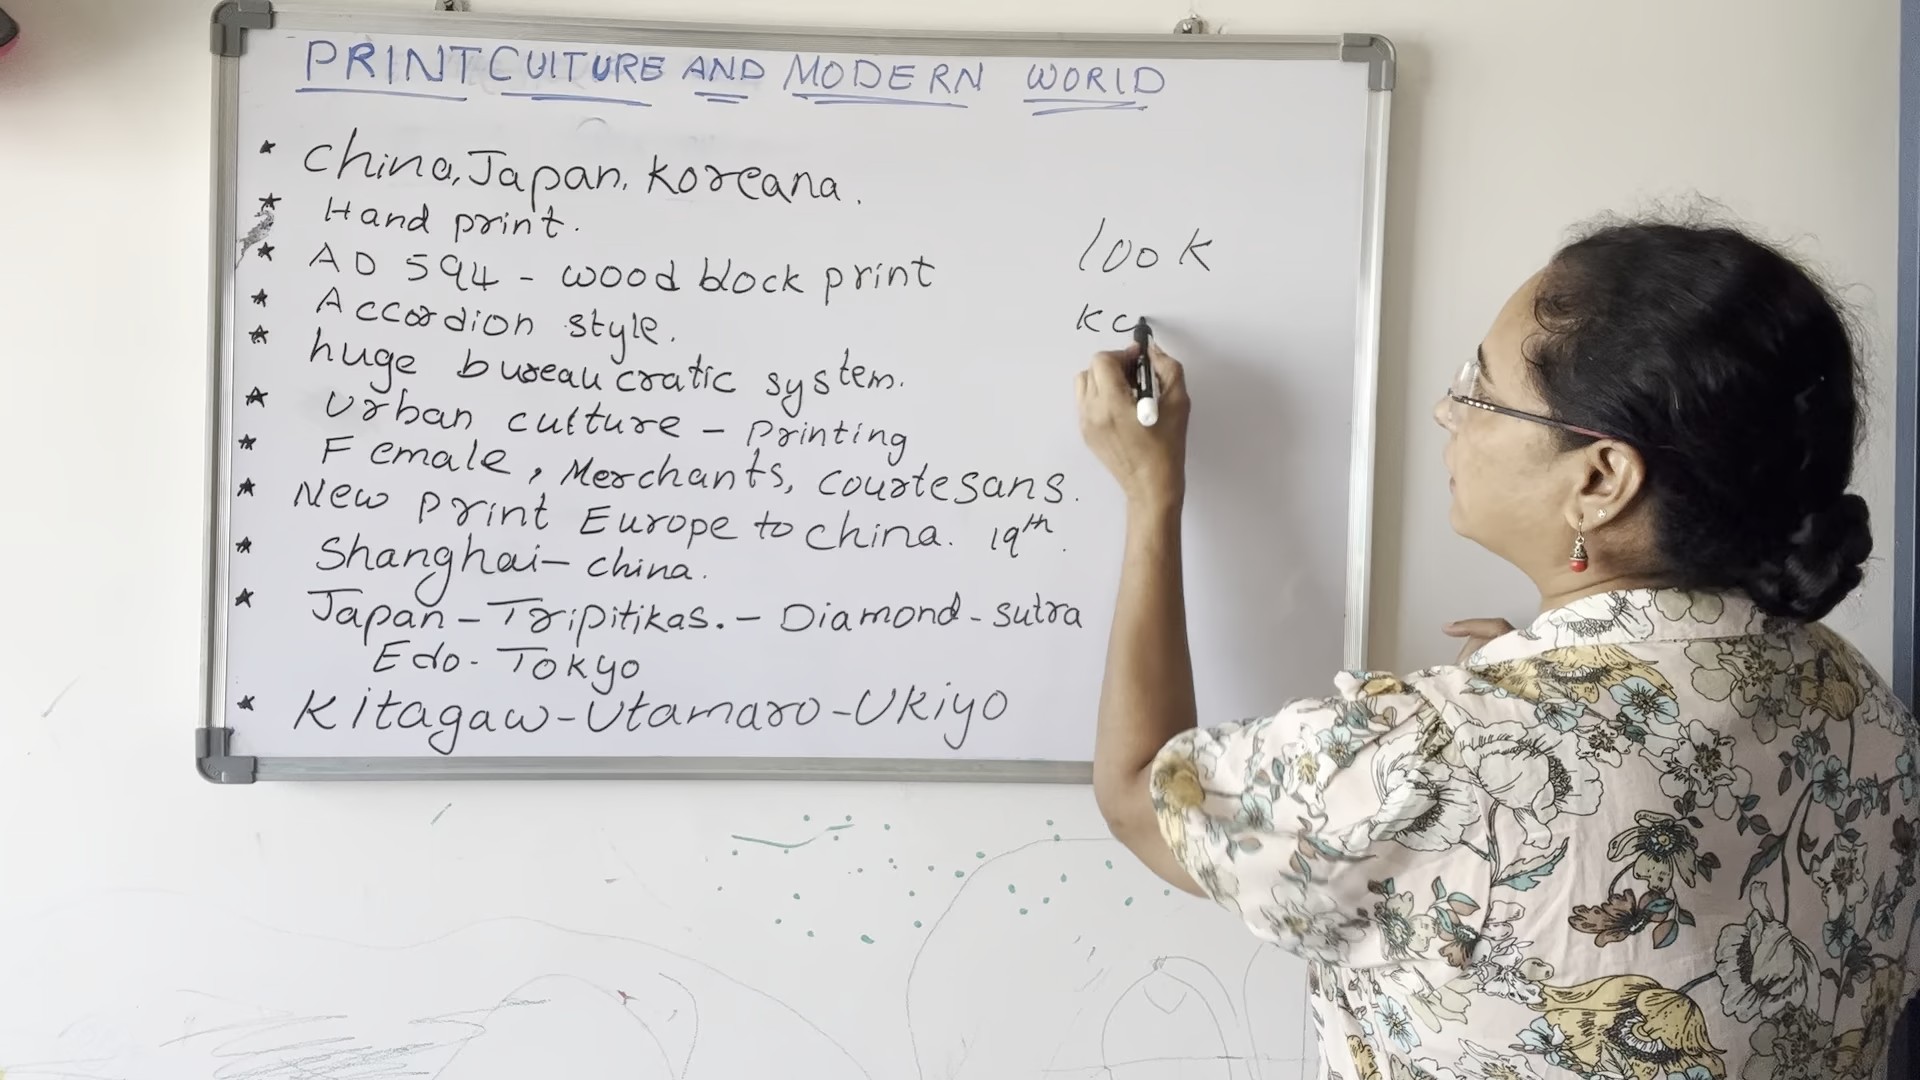 PRINT CUlTURE AND MODERN WORLD
* China, Japan, Koreana.
* Hand print.
* AD 594 - wood block print
* Accordion style.
* huge bureaucratic system.
* Urban culture - Printing
* Female, Merchants, courtesans.
* New print Europe to china. 19th.
* Shanghai - china.
* Japan - Tripitikas. - Diamond - sutra
Edo - Tokyo
* Kitagaw - Utamaro - Ukiyo
look
Ko